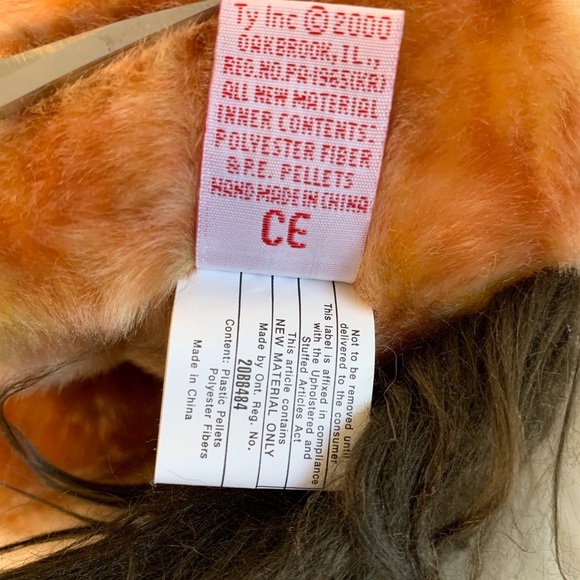 Ty Inc © 2000
OAKBROOK, IL.,
REG.NO.PA-1965(KR)
ALL NEW MATERIAL
INNER CONTENTS:
POLYESTER FIBER
& P.E. PELLETS
HAND MADE IN CHINA
CE
Not to be removed until
delivered to the consumer
This label is affixed in compliance
with the Upholstered and
Stuffed Articles Act
This article contains
NEW MATERIAL ONLY
Made by Ont. Reg. No.
20B8484
Content: Plastic Pellets
Polyester Fibers
Made in China